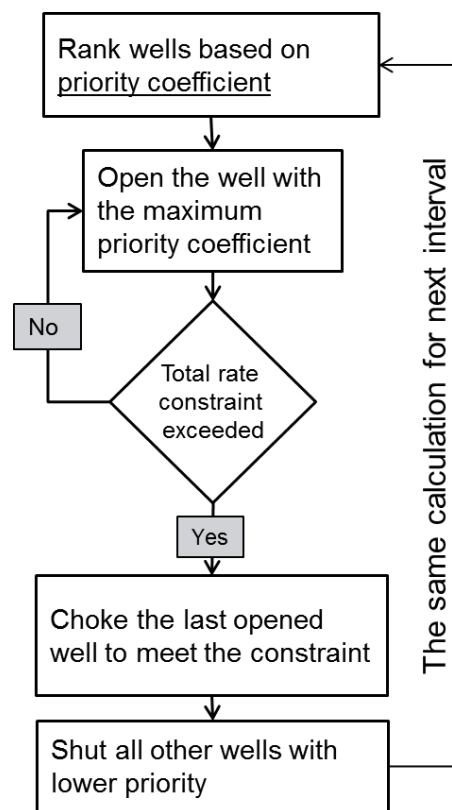 Rank wells based on
priority coefficient
Open the well with
the maximum
priority coefficient
No
Total rate
constraint
exceeded
Yes
Choke the last opened
well to meet the constraint
Shut all other wells with
lower priority
The same calculation for next interval